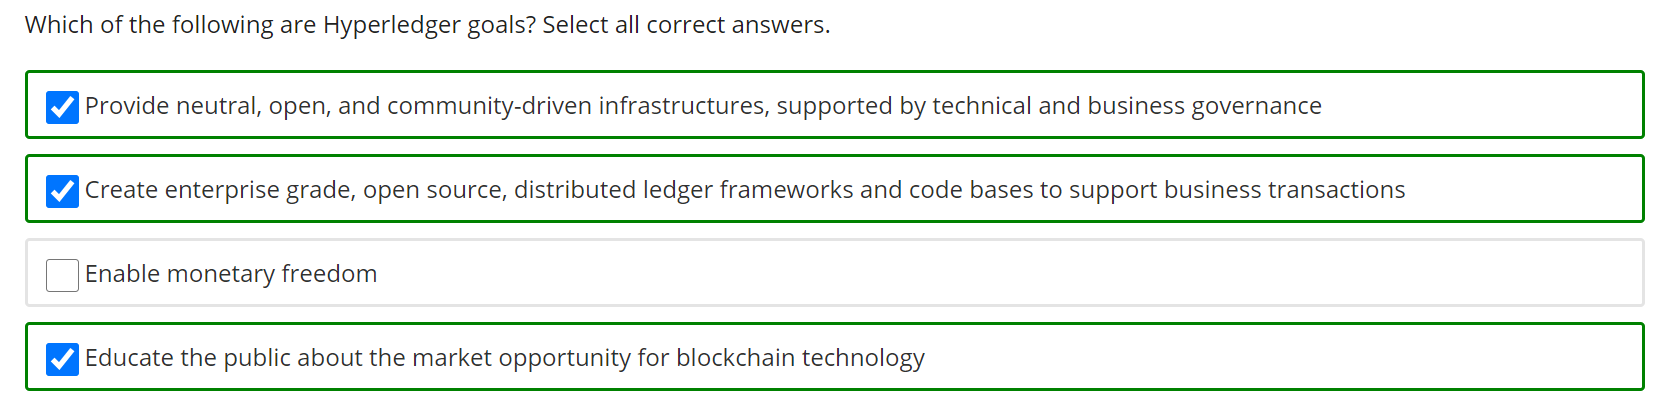 Which of the following are Hyperledger goals? Select all correct answers.
Provide neutral, open, and community-driven infrastructures, supported by technical and business governance
Create enterprise grade, open source, distributed ledger frameworks and code bases to support business transactions
Enable monetary freedom
Educate the public about the market opportunity for blockchain technology